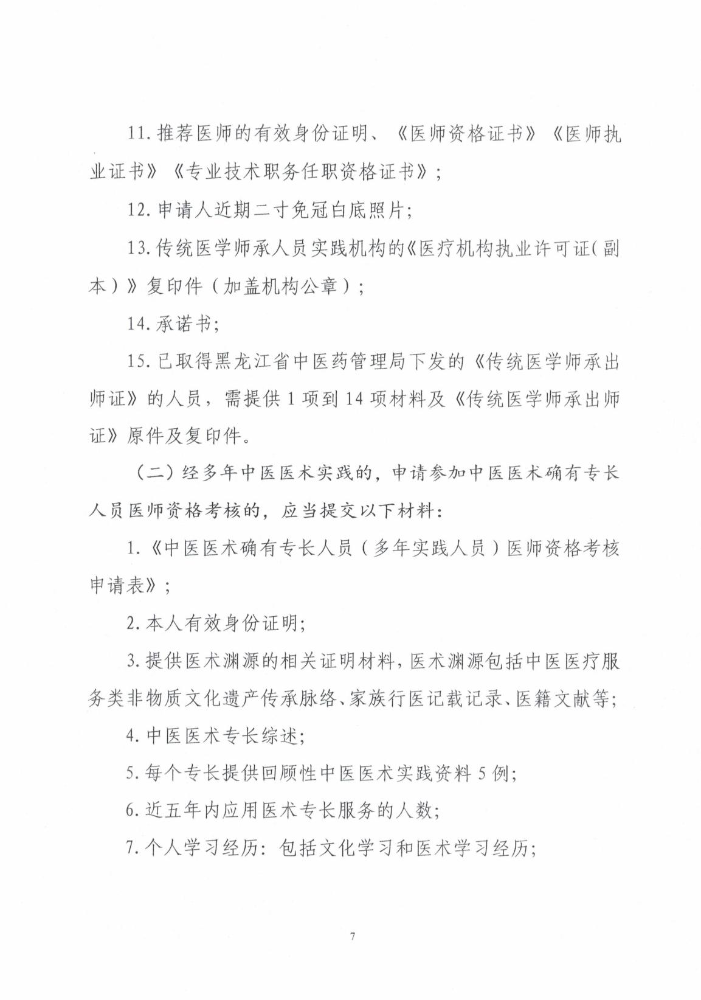 11.推荐医师的有效身份证明、《医师资格证书》《医师执
业证书》《专业技术职务任职资格证书》;
12.申请人近期二寸免冠白底照片;
13.传统医学师承人员实践机构的《医疗机构执业许可证(副
本)》复印件(加盖机构公章);
14.承诺书;
15.已取得黑龙江省中医药管理局下发的《传统医学师承出
师证》的人员,需提供1项到14项材料及《传统医学师承出师
证》原件及复印件。
(二)经多年中医医术实践的,申请参加中医医术确有专长
人员医师资格考核的,应当提交以下材料:
1.《中医医术确有专长人员(多年实践人员)医师资格考核
申请表》;
2.本人有效身份证明;
3.提供医术渊源的相关证明材料,医术渊源包括中医医疗服
务类非物质文化遗产传承脉络、家族行医记载记录、医籍文献等;
4.中医医术专长综述;
5.每个专长提供回顾性中医医术实践资料5例;
6.近五年内应用医术专长服务的人数;
7.个人学习经历:包括文化学习和医术学习经历;
7